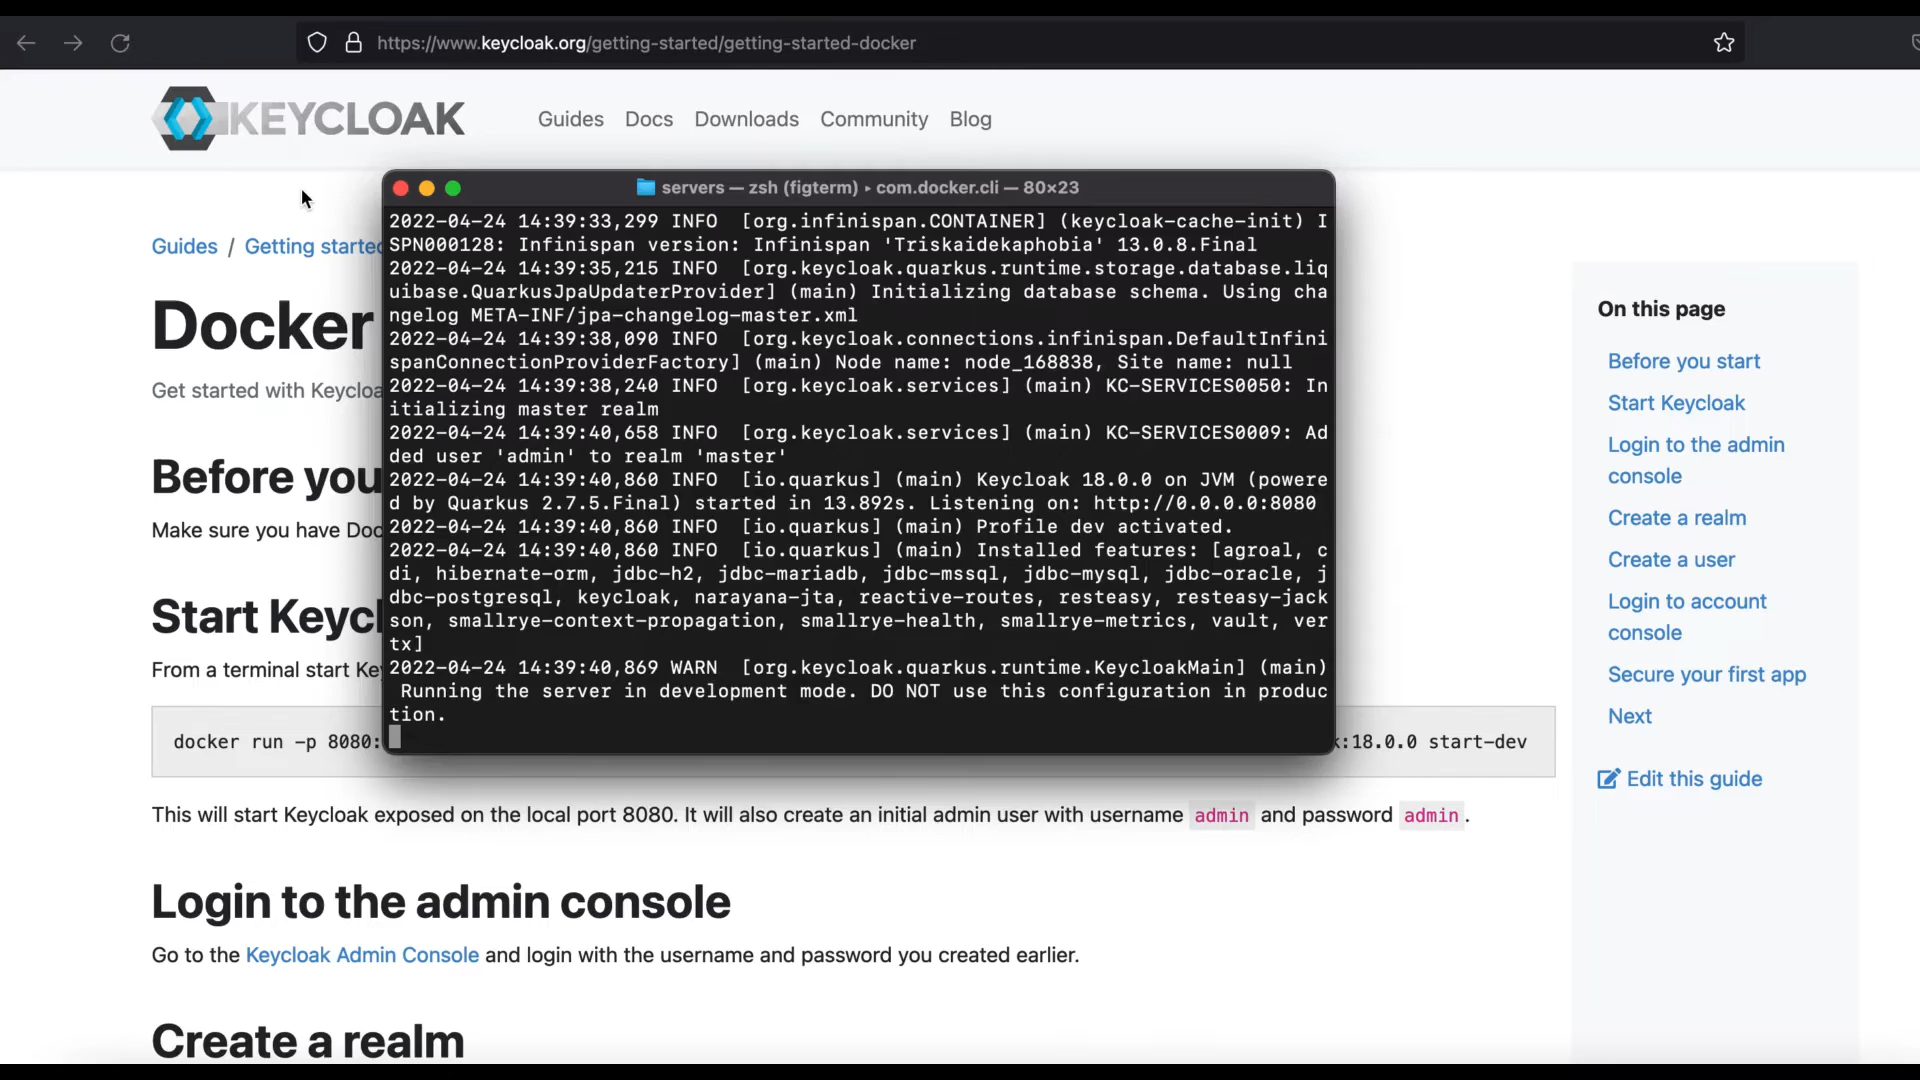 https://www.keycloak.org/getting-started/getting-started-docker
KEYCLOAK
Guides Docs Downloads Community Blog
servers — zsh (figterm) ▸ com.docker.cli — 80×23
2022-04-24 14:39:33,299 INFO  [org.infinispan.CONTAINER] (keycloak-cache-init) I
SPN000128: Infinispan version: Infinispan 'Triskaidekaphobia' 13.0.8.Final
2022-04-24 14:39:35,215 INFO  [org.keycloak.quarkus.runtime.storage.database.liq
uibase.QuarkusJpaUpdaterProvider] (main) Initializing database schema. Using cha
ngelog META-INF/jpa-changelog-master.xml
2022-04-24 14:39:38,090 INFO  [org.keycloak.connections.infinispan.DefaultInfini
spanConnectionProviderFactory] (main) Node name: node_168838, Site name: null
2022-04-24 14:39:38,240 INFO  [org.keycloak.services] (main) KC-SERVICES0050: In
itializing master realm
2022-04-24 14:39:40,658 INFO  [org.keycloak.services] (main) KC-SERVICES0009: Ad
ded user 'admin' to realm 'master'
2022-04-24 14:39:40,860 INFO  [io.quarkus] (main) Keycloak 18.0.0 on JVM (powere
d by Quarkus 2.7.5.Final) started in 13.892s. Listening on: http://0.0.0.0:8080
2022-04-24 14:39:40,860 INFO  [io.quarkus] (main) Profile dev activated.
2022-04-24 14:39:40,860 INFO  [io.quarkus] (main) Installed features: [agroal, c
di, hibernate-orm, jdbc-h2, jdbc-mariadb, jdbc-mssql, jdbc-mysql, jdbc-oracle, j
dbc-postgresql, keycloak, narayana-jta, reactive-routes, resteasy, resteasy-jack
son, smallrye-context-propagation, smallrye-health, smallrye-metrics, vault, ver
tx]
2022-04-24 14:39:40,869 WARN  [org.keycloak.quarkus.runtime.KeycloakMain] (main)
 Running the server in development mode. DO NOT use this configuration in produc
tion.
Guides / Getting started
Docker
Get started with Keycloa
Before you
Make sure you have Doc
Start Keycl
From a terminal start Key
docker run -p 8080: k:18.0.0 start-dev
This will start Keycloak exposed on the local port 8080. It will also create an initial admin user with username admin and password admin.
Login to the admin console
Go to the Keycloak Admin Console and login with the username and password you created earlier.
Create a realm
On this page
Before you start
Start Keycloak
Login to the admin
console
Create a realm
Create a user
Login to account
console
Secure your first app
Next
Edit this guide